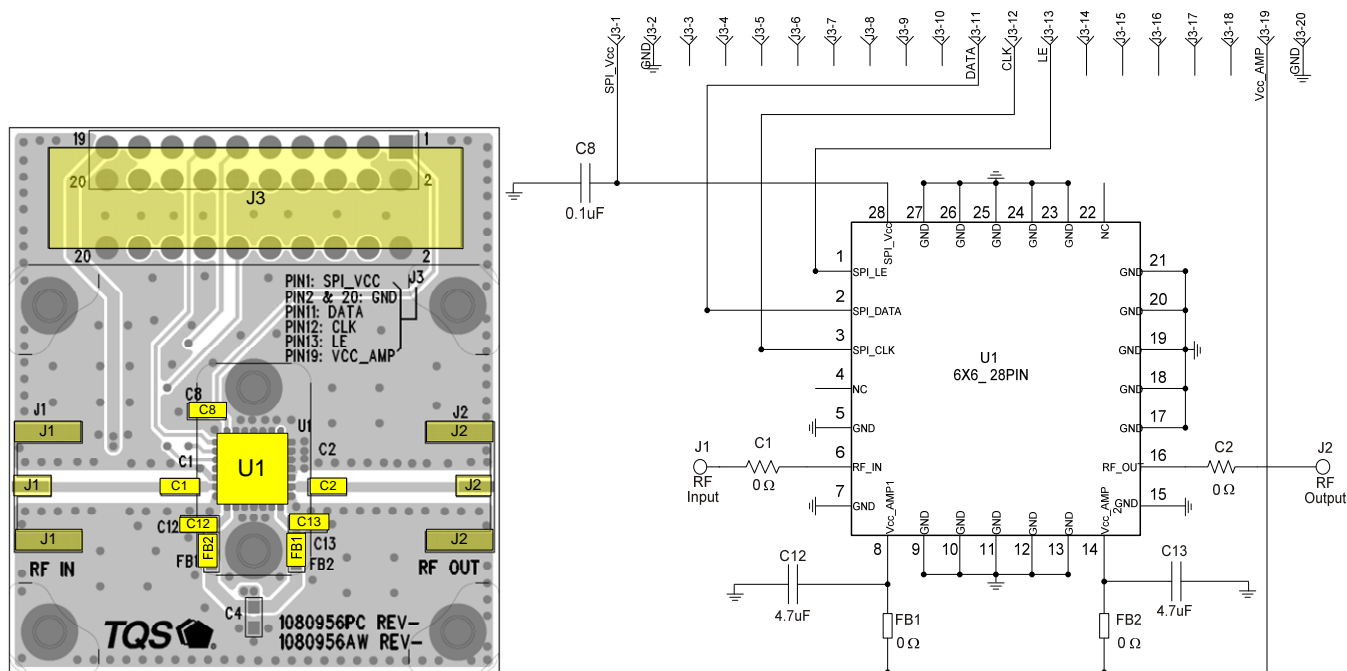 19
1
20
2
J3
20
2
PIN1: SPI_VCC
J3
PIN2 & 20: GND
PIN11: DATA
PIN12: CLK
PIN13: LE
PIN19: VCC_AMP
C8
C8
J1
J1
J2
J2
U1
U1
C1
C2
J1
C1
C2
J2
C12
C12
C13
C13
J1
J2
FB1
FB2
FB1
FB2
RF IN
RF OUT
C4
TQS
1080956PC REV-
1080956AW REV-
J3-1
J3-2
J3-3
J3-4
J3-5
J3-6
J3-7
J3-8
J3-9
J3-10
J3-11
J3-12
J3-13
J3-14
J3-15
J3-16
J3-17
J3-18
J3-19
J3-20
SPI_Vcc
GND
DATA
CLK
LE
Vcc_AMP
GND
C8
0.1uF
28
27
26
25
24
23
22
SPI_Vcc
GND
GND
GND
GND
GND
NC
1
SPI_LE
2
SPI_DATA
3
SPI_CLK
4
NC
5
GND
6
RF_IN
7
GND
U1
6X6_ 28PIN
21
GND
20
GND
19
GND
18
GND
17
GND
16
RF_OUT
15
GND
J1
RF
Input
C1
0 Ω
C2
0 Ω
J2
RF
Output
Vcc_AMP1
GND
GND
GND
GND
GND
Vcc_AMP
2
8
9
10
11
12
13
14
C12
4.7uF
C13
4.7uF
FB1
0 Ω
FB2
0 Ω